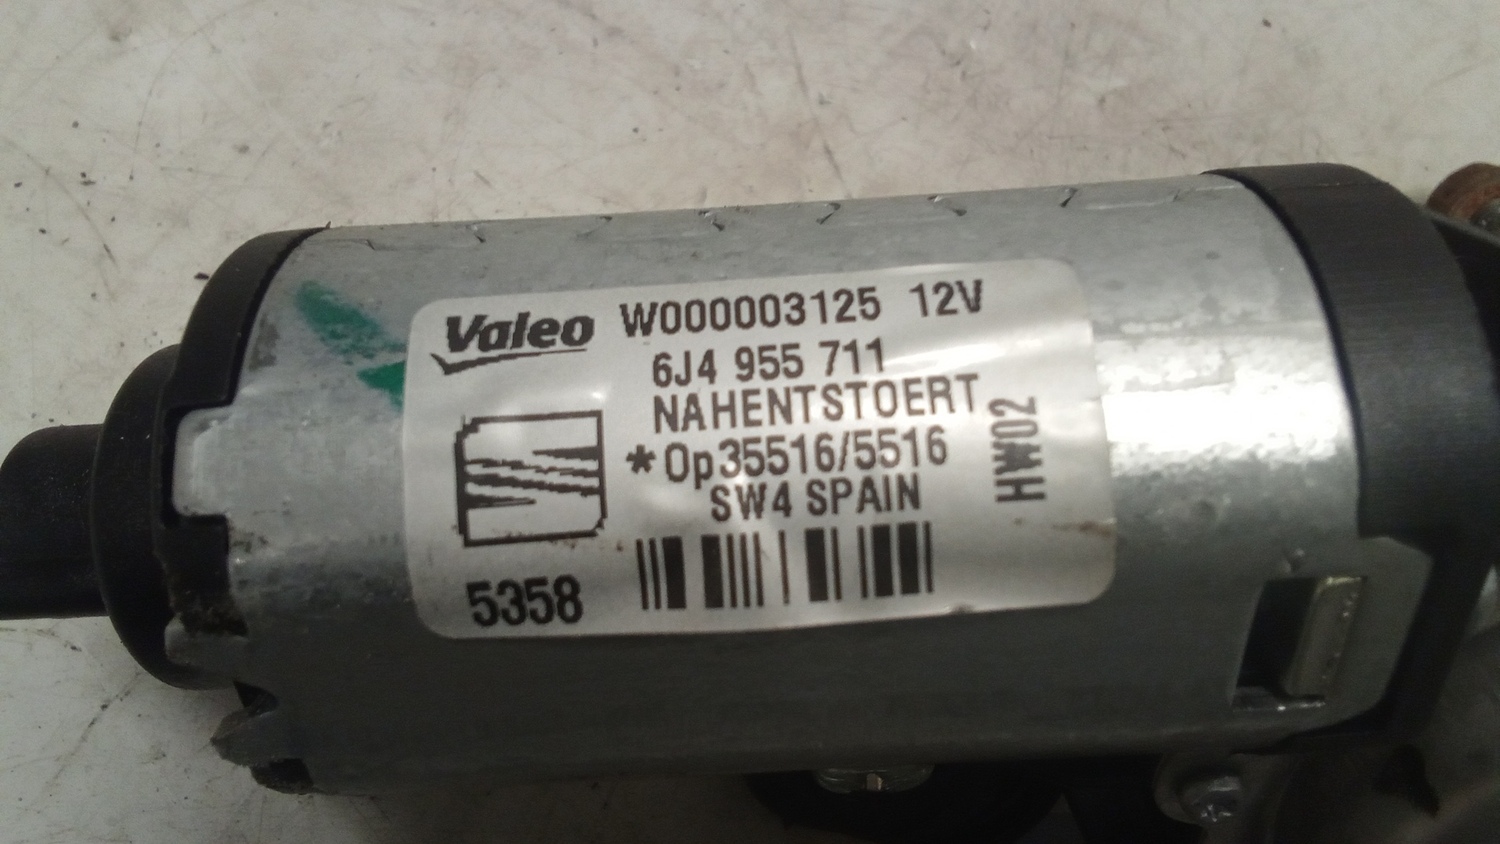 Valeo W000003125 12V
6J4 955 711
NAHENTSTOERT
*Op35516/5516
SW4 SPAIN
HW02
5358